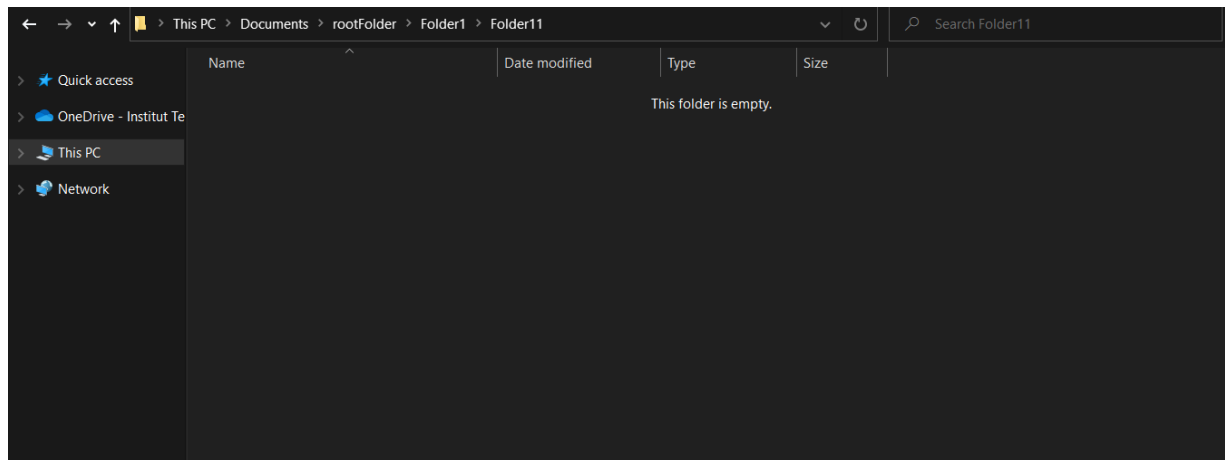 This PC > Documents > rootFolder > Folder1 > Folder11
Search Folder11
Name Date modified Type Size
Quick access
This folder is empty.
OneDrive - Institut Te
This PC
Network